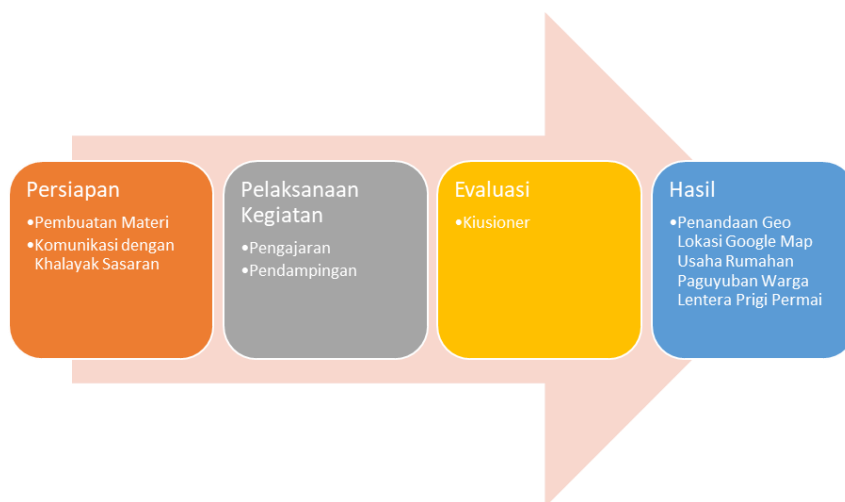 Persiapan
•Pembuatan Materi
•Komunikasi dengan
Khalayak Sasaran
Pelaksanaan
Kegiatan
•Pengajaran
•Pendampingan
Evaluasi
•Kiusioner
Hasil
•Penandaan Geo
Lokasi Google Map
Usaha Rumahan
Paguyuban Warga
Lentera Prigi Permai